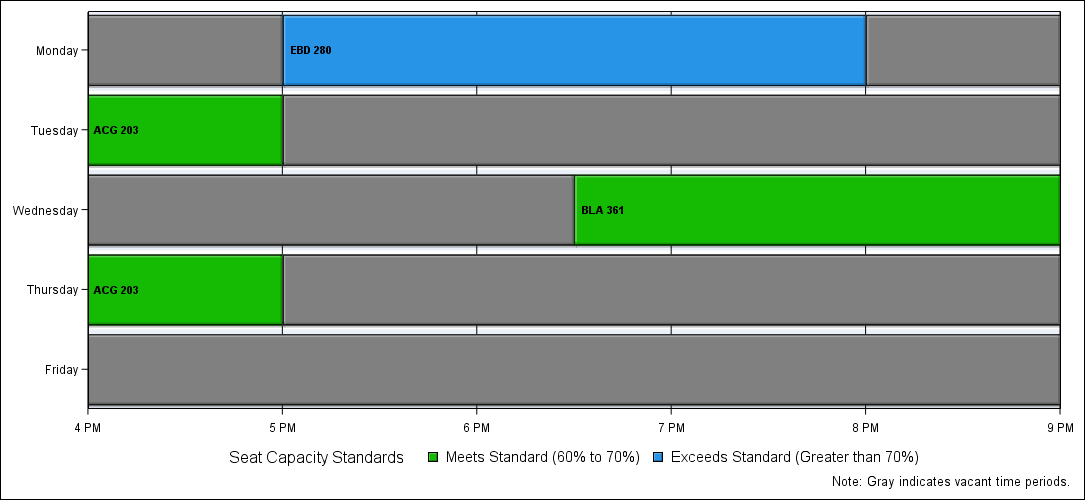 Monday
EBD 280
Tuesday
ACG 203
Wednesday
BLA 361
Thursday
ACG 203
Friday
4 PM 5 PM 6 PM 7 PM 8 PM 9 PM
Seat Capacity Standards Meets Standard (60% to 70%) Exceeds Standard (Greater than 70%)
Note: Gray indicates vacant time periods.